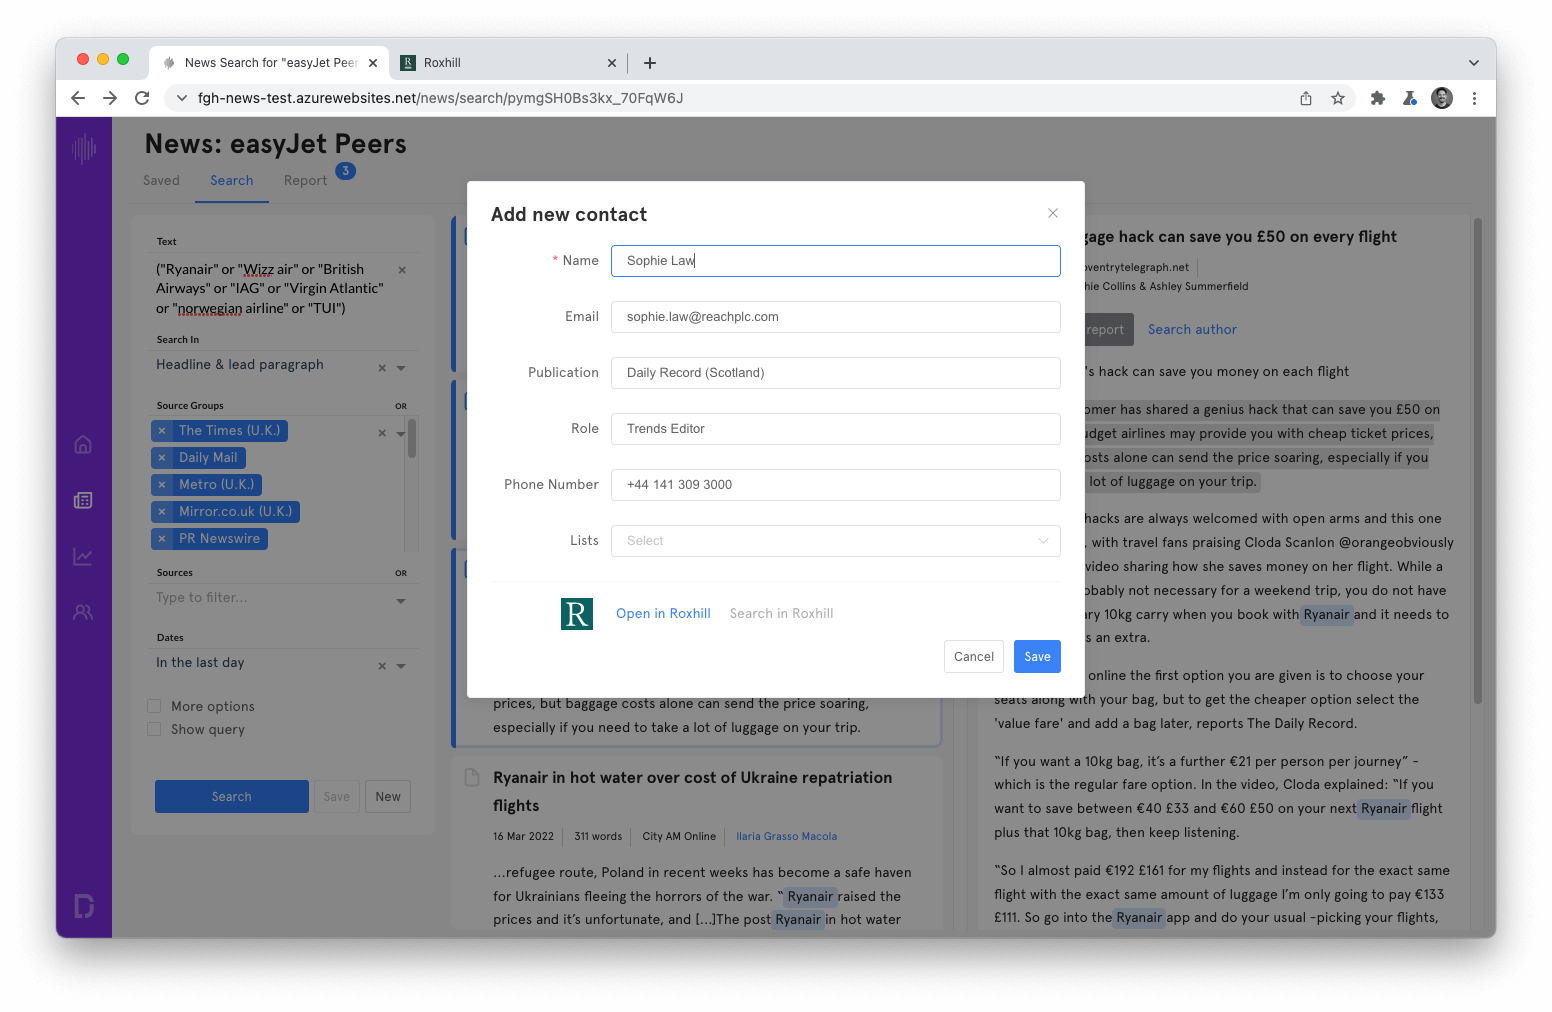 News Search for "easyJet Peer
Roxhill
fgh-news-test.azurewebsites.net/news/search/pymgSH0Bs3kx_70FqW6J
News: easyJet Peers
Saved
Search
Report
3
Text
("Ryanair" or "Wizz air" or "British
Airways" or "IAG" or "Virgin Atlantic"
or "norwegian airline" or "TUI")
Search In
Headline & lead paragraph
Source Groups
OR
The Times (U.K.)
Daily Mail
Metro (U.K.)
Mirror.co.uk (U.K.)
PR Newswire
Sources
OR
Type to filter...
Dates
In the last day
More options
Show query
Search
Save
New
Add new contact
* Name
Sophie Law
Email
sophie.law@reachplc.com
Publication
Daily Record (Scotland)
Role
Trends Editor
Phone Number
+44 141 309 3000
Lists
Select
R
Open in Roxhill
Search in Roxhill
Cancel
Save
prices, but baggage costs alone can send the price soaring,
especially if you need to take a lot of luggage on your trip.
Ryanair in hot water over cost of Ukraine repatriation
flights
16 Mar 2022
311 words
City AM Online
Ilaria Grasso Macola
...refugee route, Poland in recent weeks has become a safe haven
for Ukrainians fleeing the horrors of the war. “Ryanair raised the
prices and it’s unfortunate, and [...]The post Ryanair in hot water
gage hack can save you £50 on every flight
oventrytelegraph.net
hie Collins & Ashley Summerfield
report
Search author
's hack can save you money on each flight
omer has shared a genius hack that can save you £50 on
udget airlines may provide you with cheap ticket prices,
osts alone can send the price soaring, especially if you
lot of luggage on your trip.
hacks are always welcomed with open arms and this one
, with travel fans praising Cloda Scanlon @orangeobviously
video sharing how she saves money on her flight. While a
obably not necessary for a weekend trip, you do not have
ary 10kg carry when you book with Ryanair and it needs to
s an extra.
online the first option you are given is to choose your
seats along with your bag, but to get the cheaper option select the
'value fare' and add a bag later, reports The Daily Record.
“If you want a 10kg bag, it’s a further €21 per person per journey” -
which is the regular fare option. In the video, Cloda explained: “If you
want to save between €40 £33 and €60 £50 on your next Ryanair flight
plus that 10kg bag, then keep listening.
“So I almost paid €192 £161 for my flights and instead for the exact same
flight with the exact same amount of luggage I’m only going to pay €133
£111. So go into the Ryanair app and do your usual -picking your flights,